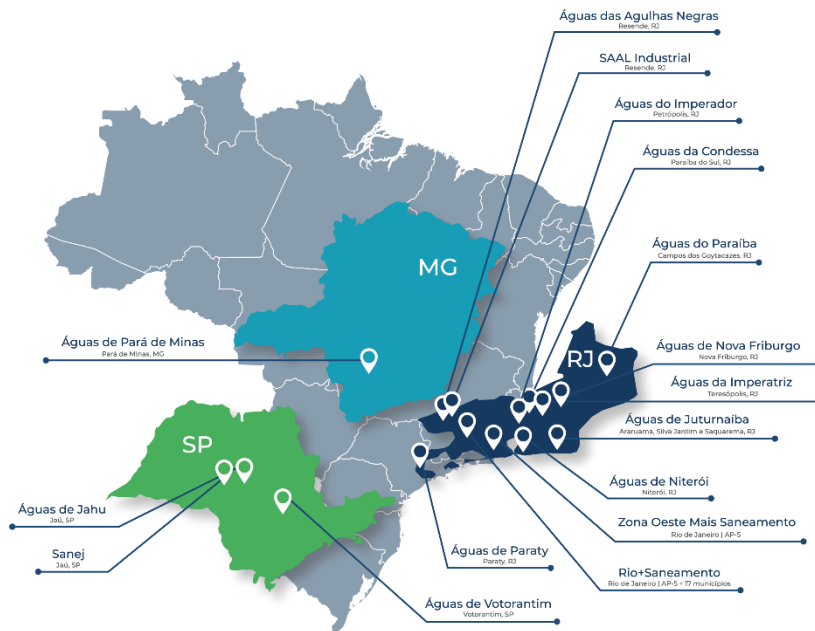 Águas das Agulhas Negras
Resende, RJ
SAAL Industrial
Resende, RJ
Águas do Imperador
Petrópolis, RJ
Águas da Condessa
Paraíba do Sul, RJ
Águas do Paraíba
Campos dos Goytacazes, RJ
MG
Águas de Pará de Minas
Pará de Minas, MG
RJ
Águas de Nova Friburgo
Nova Friburgo, RJ
Águas da Imperatriz
Teresópolis, RJ
Águas de Juturnaíba
Araruama, Silva Jardim e Saquarema, RJ
SP
Águas de Niterói
Niterói, RJ
Águas de Jahu
Jaú, SP
Zona Oeste Mais Saneamento
Rio de Janeiro | AP-5
Sanej
Jaú, SP
Águas de Paraty
Paraty, RJ
Rio+Saneamento
Rio de Janeiro | AP-5 + 17 municípios
Águas de Votorantim
Votorantim, SP